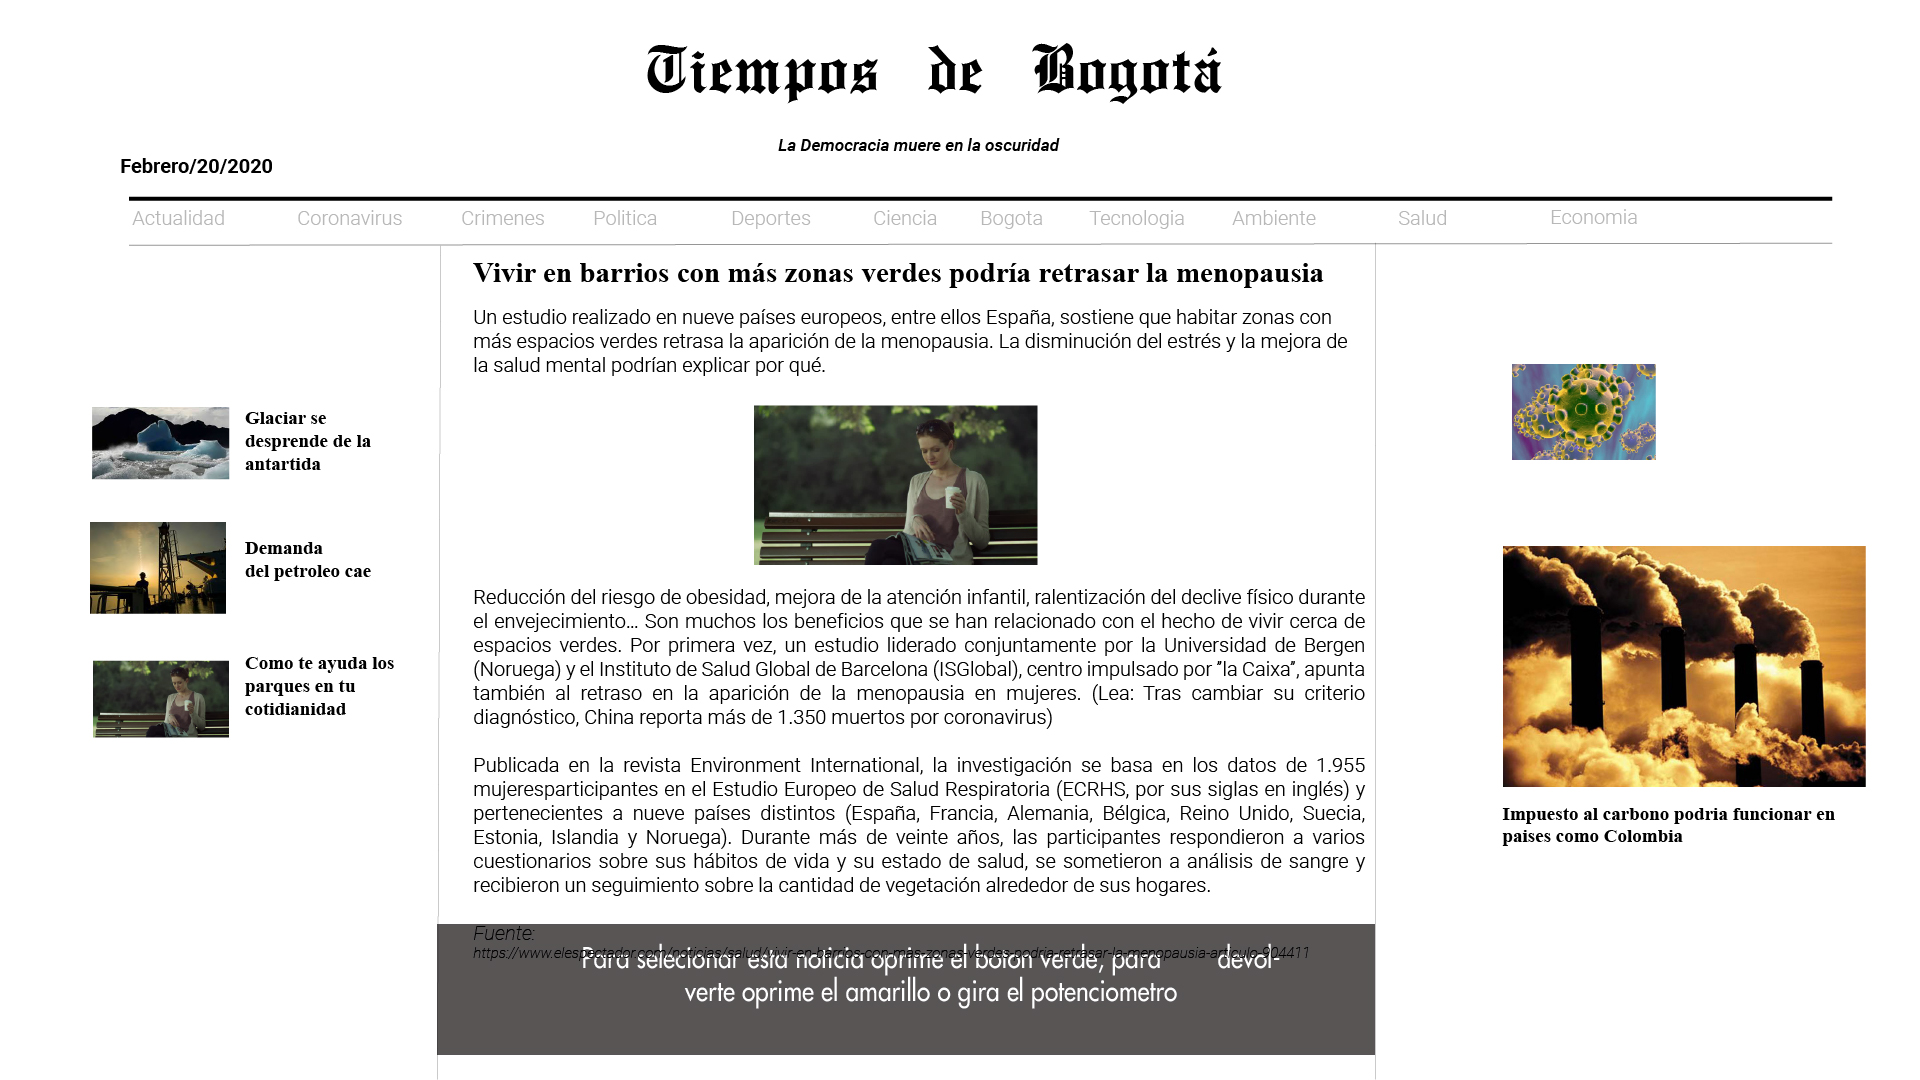 Tiempos de Bogotá
La Democracia muere en la oscuridad
Febrero/20/2020
Actualidad Coronavirus Crimenes Politica Deportes Ciencia Bogota Tecnologia Ambiente Salud Economia
Glaciar se
desprende de la
antartida
Demanda
del petroleo cae
Como te ayuda los
parques en tu
cotidianidad
Vivir en barrios con más zonas verdes podría retrasar la menopausia
Un estudio realizado en nueve países europeos, entre ellos España, sostiene que habitar zonas con
más espacios verdes retrasa la aparición de la menopausia. La disminución del estrés y la mejora de
la salud mental podrían explicar por qué.
Reducción del riesgo de obesidad, mejora de la atención infantil, ralentización del declive físico durante
el envejecimiento... Son muchos los beneficios que se han relacionado con el hecho de vivir cerca de
espacios verdes. Por primera vez, un estudio liderado conjuntamente por la Universidad de Bergen
(Noruega) y el Instituto de Salud Global de Barcelona (ISGlobal), centro impulsado por "la Caixa", apunta
también al retraso en la aparición de la menopausia en mujeres. (Lea: Tras cambiar su criterio
diagnóstico, China reporta más de 1.350 muertos por coronavirus)
Publicada en la revista Environment International, la investigación se basa en los datos de 1.955
mujeresparticipantes en el Estudio Europeo de Salud Respiratoria (ECRHS, por sus siglas en inglés) y
pertenecientes a nueve países distintos (España, Francia, Alemania, Bélgica, Reino Unido, Suecia,
Estonia, Islandia y Noruega). Durante más de veinte años, las participantes respondieron a varios
cuestionarios sobre sus hábitos de vida y su estado de salud, se sometieron a análisis de sangre y
recibieron un seguimiento sobre la cantidad de vegetación alrededor de sus hogares.
Fuente:
https://www.elespectador.com/noticias/salud/vivir-en-barrios-con-mas-zonas-verdes-podria-retrasar-la-menopausia-articulo-904411
Para selecionar esta noticia oprime el boton verde, para devol-
verte oprime el amarillo o gira el potenciometro
Impuesto al carbono podria funcionar en
paises como Colombia